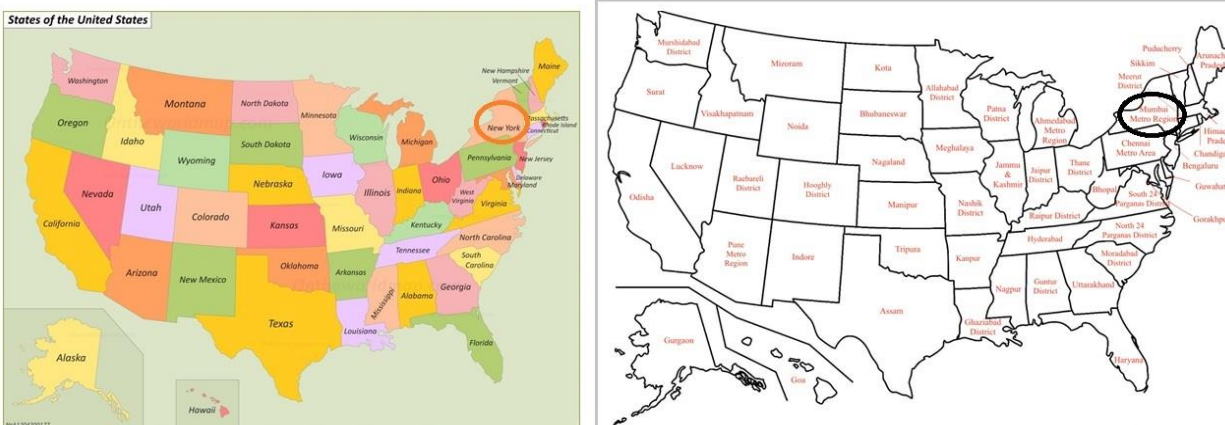 States of the United States
Washington
Oregon
California
Nevada
Idaho
Montana
Wyoming
Utah
Arizona
Colorado
New Mexico
North Dakota
South Dakota
Nebraska
Kansas
Oklahoma
Texas
Minnesota
Iowa
Missouri
Arkansas
Louisiana
Wisconsin
Illinois
Michigan
Indiana
Ohio
Kentucky
Tennessee
Mississippi
Alabama
Georgia
Florida
South
Carolina
North Carolina
Virginia
West
Virginia
Pennsylvania
New York
New Hampshire
Vermont
Maine
Massachusetts
Rhode Island
Connecticut
New Jersey
Delaware
Maryland
Alaska
Hawaii
Murshidabad
District
Surat
Odisha
Lucknow
Visakhapatnam
Mizoram
Noida
Raebareli
District
Pune
Metro
Region
Hooghly
District
Indore
Kota
Bhubaneswar
Nagaland
Manipur
Tripura
Assam
Allahabad
District
Meghalaya
Nashik
District
Kanpur
Ghaziabad
District
Patna
District
Jammu
&
Kashmir
Ahmedabad
Metro
Region
Jaipur
District
Thane
District
Raipur District
Hyderabad
Nagpur
Guntur
District
Uttarakhand
Haryana
Moradabad
District
North 24
Parganas District
South 24
Parganas District
Bhopal
Chennai
Metro Area
Mumbai
Metro Region
Meerut
District
Sikkim
Puducherry
Arunach
Prades
Hima
Prade
Chandiga
Bengaluru
Guwahat
Gorakhpu
Gurgaon
Goa